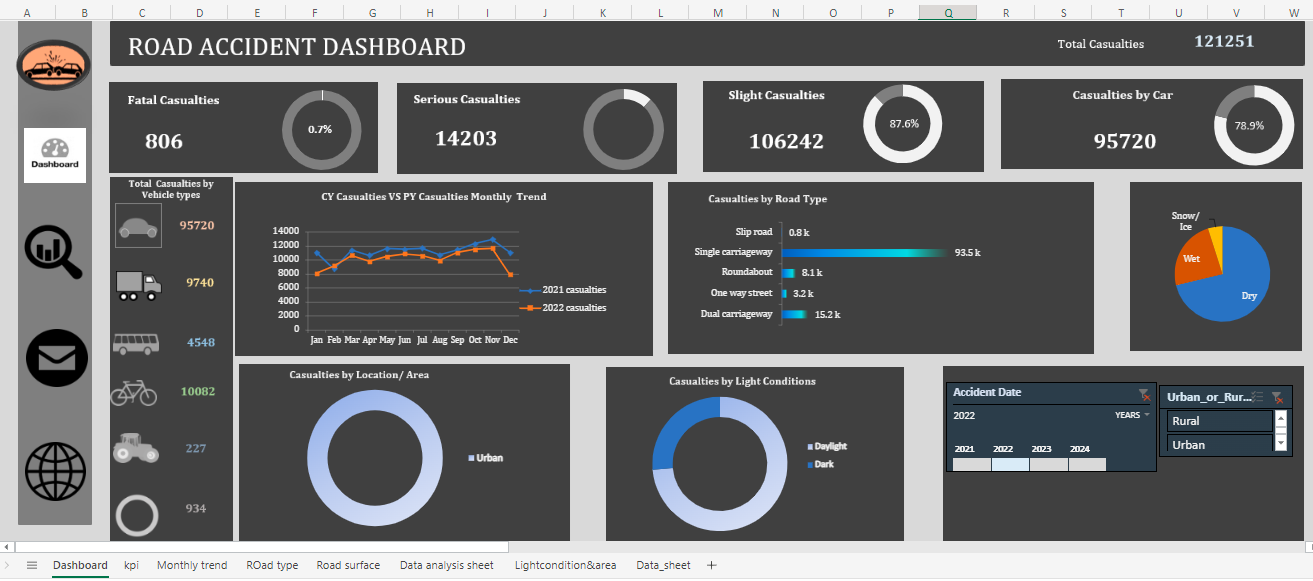 A B C D E F G H I J K L M N O P Q R S T U V W
ROAD ACCIDENT DASHBOARD
Total Casualties 121251
Fatal Casualties
806
0.7%
Serious Casualties
14203
Slight Casualties
106242
87.6%
Casualties by Car
95720
78.9%
Dashboard
Total Casualties by
Vehicle types
95720
9740
4548
10082
227
934
CY Casualties VS PY Casualties Monthly Trend
14000
12000
10000
8000
6000
4000
2000
0
Jan Feb Mar Apr May Jun Jul Aug Sep Oct Nov Dec
2021 casualties
2022 casualties
Casualties by Road Type
Slip road 0.8 k
Single carriageway 93.5 k
Roundabout 8.1 k
One way street 3.2 k
Dual carriageway 15.2 k
Snow/
Ice
Wet
Dry
Casualties by Location/ Area
Urban
Casualties by Light Conditions
Daylight
Dark
Accident Date
2022 YEARS
2021 2022 2023 2024
Urban_or_Rur...
Rural
Urban
Dashboard kpi Monthly trend ROad type Road surface Data analysis sheet Lightcondition&area Data_sheet +